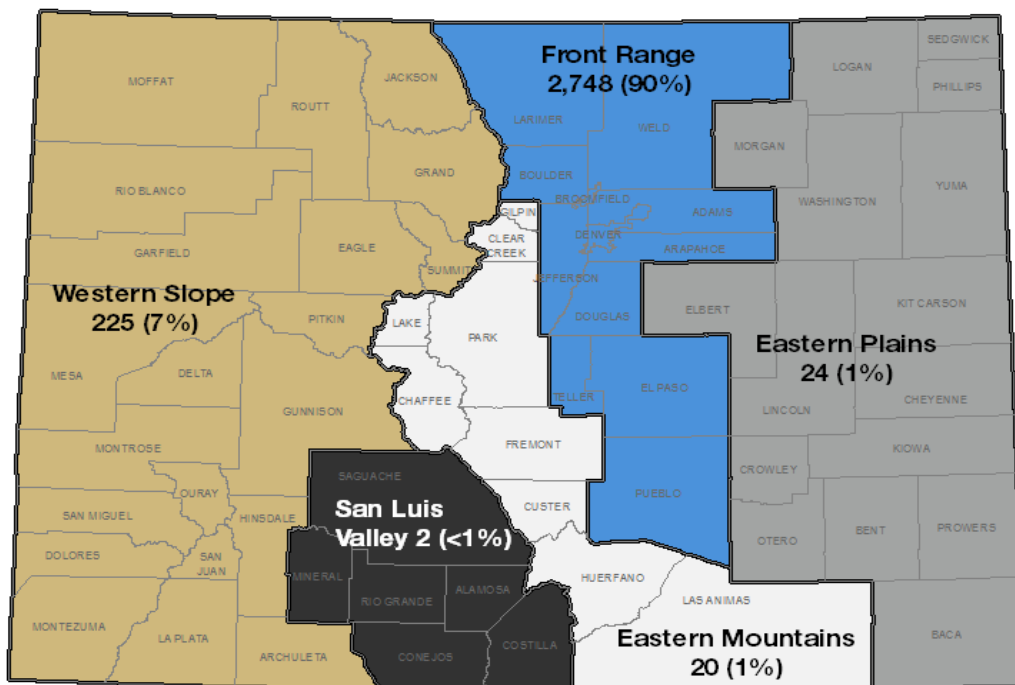 SEDGWICK
LOGAN
PHILLIPS
Front Range
2,748 (90%)
MOFFAT
JACKSON
ROUTT
LARIMER
WELD
MORGAN
BOULDER
GRAND
RIO BLANCO
YUMA
BROOMFIELD
WASHINGTON
GILPIN
ADAMS
DENVER
CLEAR
CREEK
ARAPAHOE
GARFIELD
EAGLE
SUMMIT
JEFFERSON
Western Slope
225 (7%)
KIT CARSON
ELBERT
DOUGLAS
PITKIN
LAKE
PARK
Eastern Plains
24 (1%)
MESA
DELTA
EL PASO
TELLER
CHAFFEE
CHEYENNE
LINCOLN
GUNNISON
FREMONT
MONTROSE
KIOWA
CROWLEY
SAGUACHE
OURAY
PUEBLO
San Luis
Valley 2 (<1%)
CUSTER
SAN MIGUEL
HINSDALE
BENT
PROWERS
OTERO
DOLORES
SAN
JUAN
MINERAL
HUERFANO
ALAMOSA
RIO GRANDE
LAS ANIMAS
MONTEZUMA
LA PLATA
COSTILLA
Eastern Mountains
20 (1%)
BACA
ARCHULETA
CONEJOS